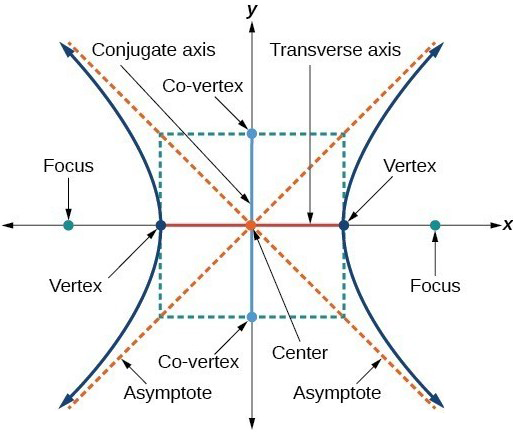 y
Conjugate axis
Transverse axis
Co-vertex
Focus
Vertex
x
Vertex
Focus
Co-vertex
Center
Asymptote
Asymptote